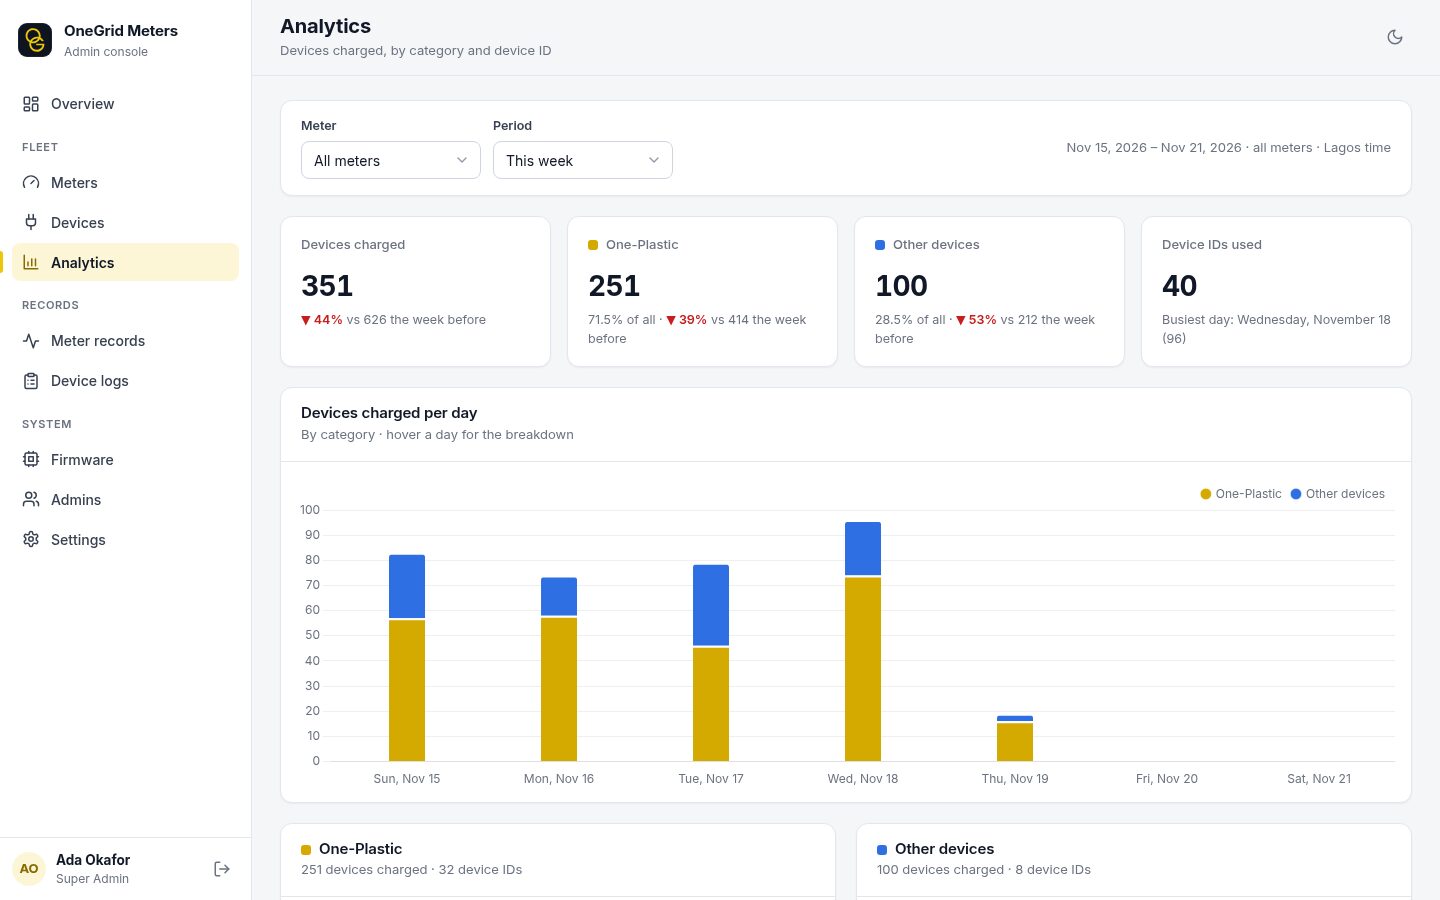 OneGrid Meters
Admin console
Overview
FLEET
Meters
Devices
Analytics
RECORDS
Meter records
Device logs
SYSTEM
Firmware
Admins
Settings
AO
Ada Okafor
Super Admin
Analytics
Devices charged, by category and device ID
Meter
Period
All meters
This week
Nov 15, 2026 – Nov 21, 2026 · all meters · Lagos time
Devices charged
351
▼ 44% vs 626 the week before
One-Plastic
251
71.5% of all · ▼ 39% vs 414 the week
before
Other devices
100
28.5% of all · ▼ 53% vs 212 the week
before
Device IDs used
40
Busiest day: Wednesday, November 18
(96)
Devices charged per day
By category · hover a day for the breakdown
One-Plastic Other devices
100
90
80
70
60
50
40
30
20
10
0
Sun, Nov 15 Mon, Nov 16 Tue, Nov 17 Wed, Nov 18 Thu, Nov 19 Fri, Nov 20 Sat, Nov 21
One-Plastic
251 devices charged · 32 device IDs
Other devices
100 devices charged · 8 device IDs